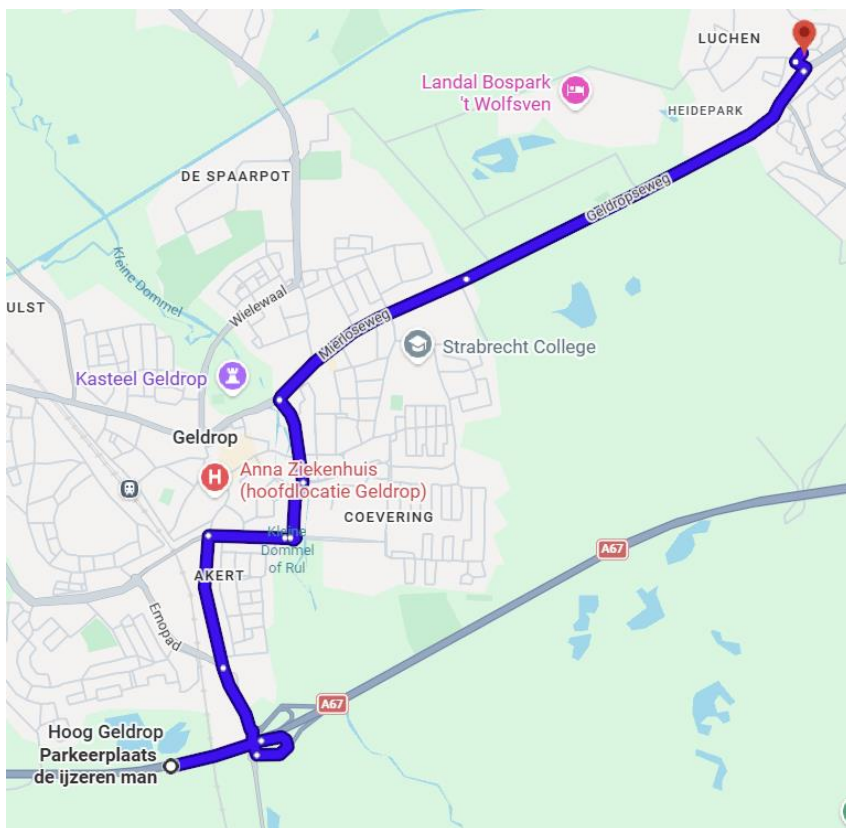 LUCHEN
Landal Bospark
't Wolfsven
HEIDEPARK
DE SPAARPOT
Geldropseweg
Kleine Dommel
ULST
Wielewaal
Mierloseweg
Strabrecht College
Kasteel Geldrop
Geldrop
H
Anna Ziekenhuis
(hoofdlocatie Geldrop)
COEVERING
Kleine
Dommel
of Rul
A67
AKERT
Emopad
A67
Hoog Geldrop
Parkeerplaats
de ijzeren man